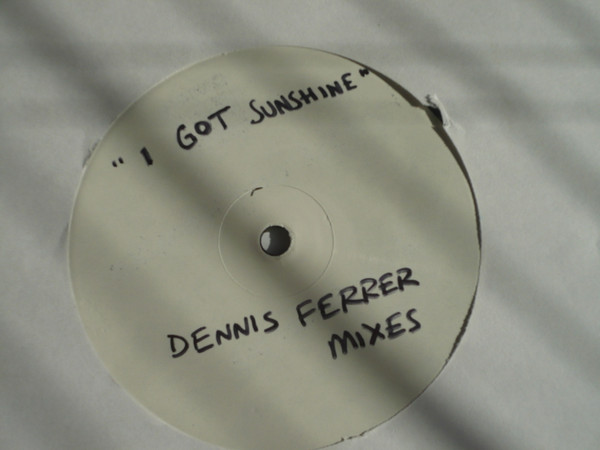 " I GOT SUNSHINE"
DENNIS FERRER
MIXES